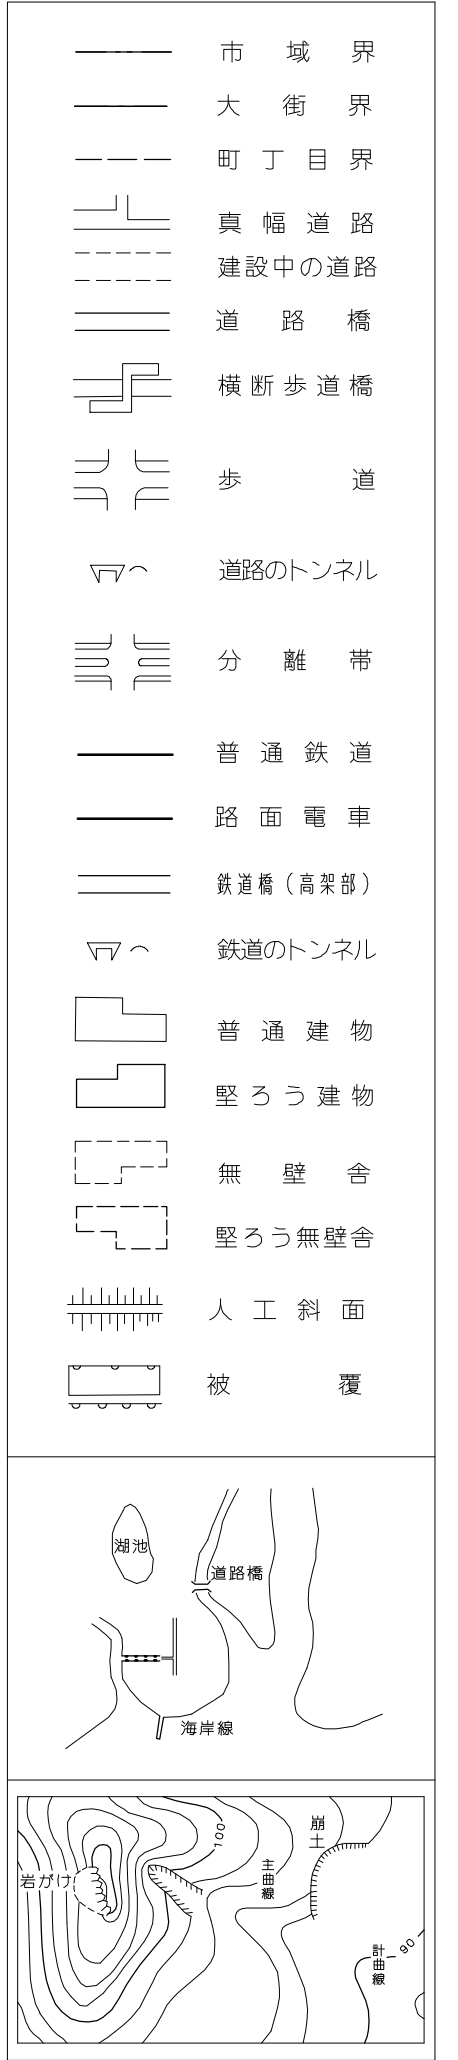 市域界
大街界
町丁目界
真幅道路
建設中の道路
道路橋
横断歩道橋
歩道
道路のトンネル
分離帯
普通鉄道
路面電車
鉄道橋(高架部)
鉄道のトンネル
普通建物
堅ろう建物
無壁舎
堅ろう無壁舎
人工斜面
被覆
湖池
道路橋
海岸線
100
崩土
岩がけ
主曲線
計曲線
90